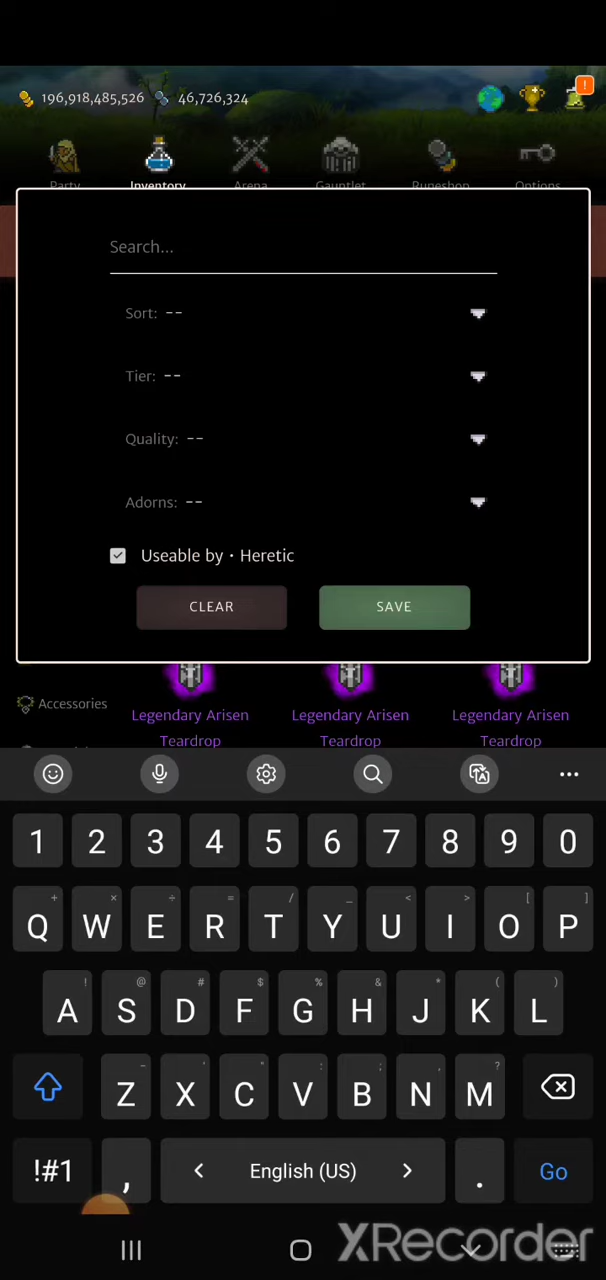 196,918,485,526 46,726,324
!
Party Inventory Arena Gauntlet Runeshop Options
Search...
Sort: --
Tier: --
Quality: --
Adorns: --
Useable by • Heretic
CLEAR SAVE
Accessories
Legendary Arisen Teardrop
Legendary Arisen Teardrop
Legendary Arisen Teardrop
1 2 3 4 5 6 7 8 9 0
+ × ÷ = / _ < > [ ]
Q W E R T Y U I O P
! @ # $ % & * ( )
A S D F G H J K L
- ' " : ; , ?
Z X C V B N M
!#1 , < English (US) > . Go
XRecorder